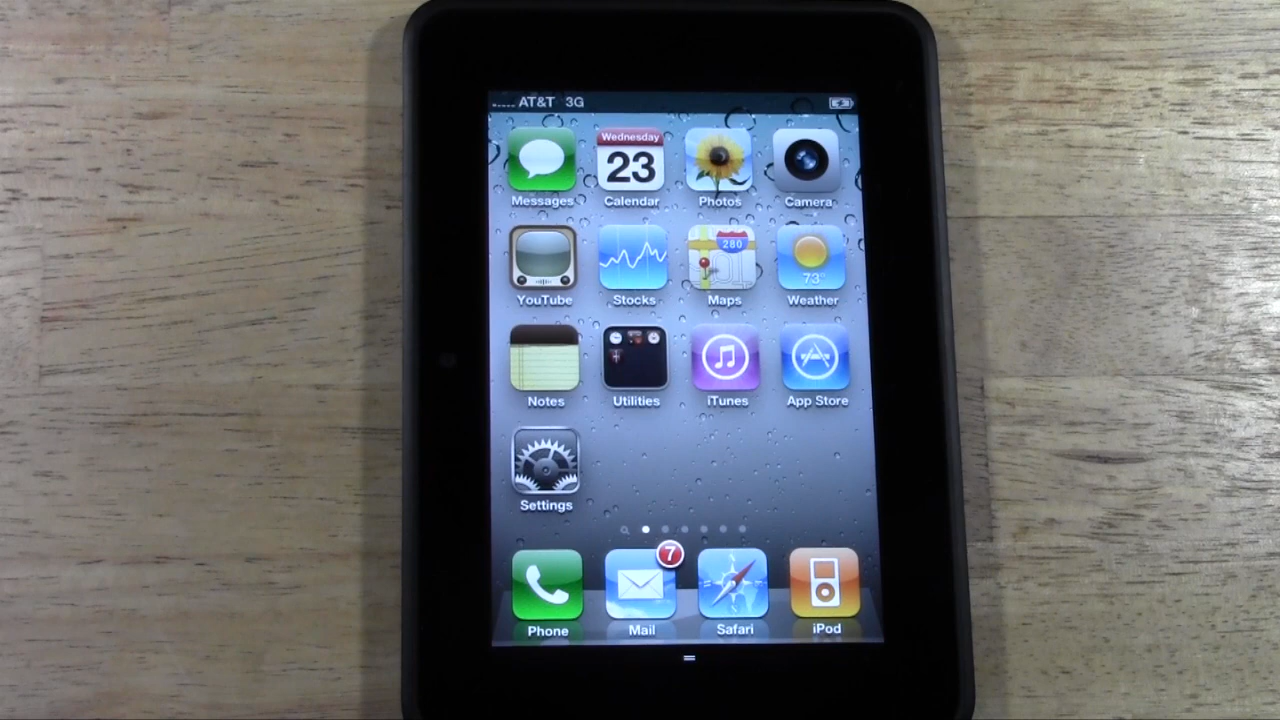 AT&T 3G
Wednesday
23
Messages Calendar Photos Camera
280
73°
YouTube Stocks Maps Weather
Notes Utilities iTunes App Store
Settings
7
Phone Mail Safari iPod